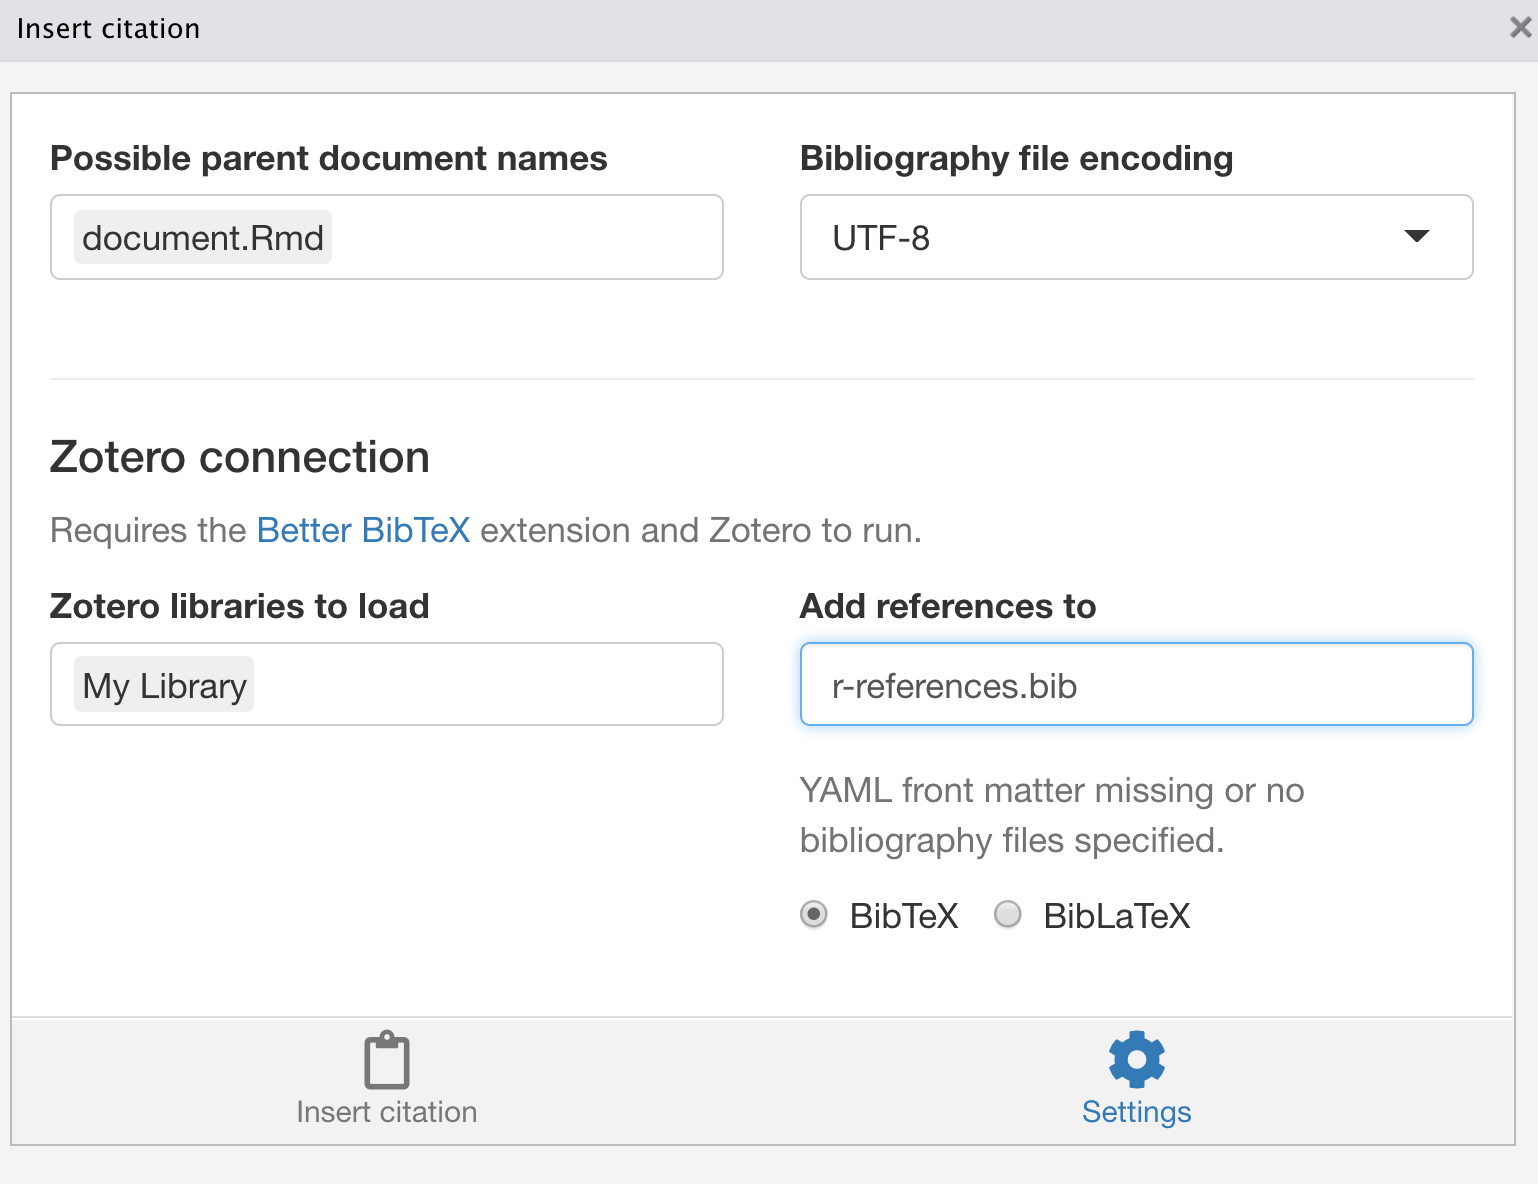 Insert citation
Possible parent document names
document.Rmd
Bibliography file encoding
UTF-8
Zotero connection
Requires the Better BibTeX extension and Zotero to run.
Zotero libraries to load
My Library
Add references to
r-references.bib
YAML front matter missing or no
bibliography files specified.
BibTeX BibLaTeX
Insert citation
Settings